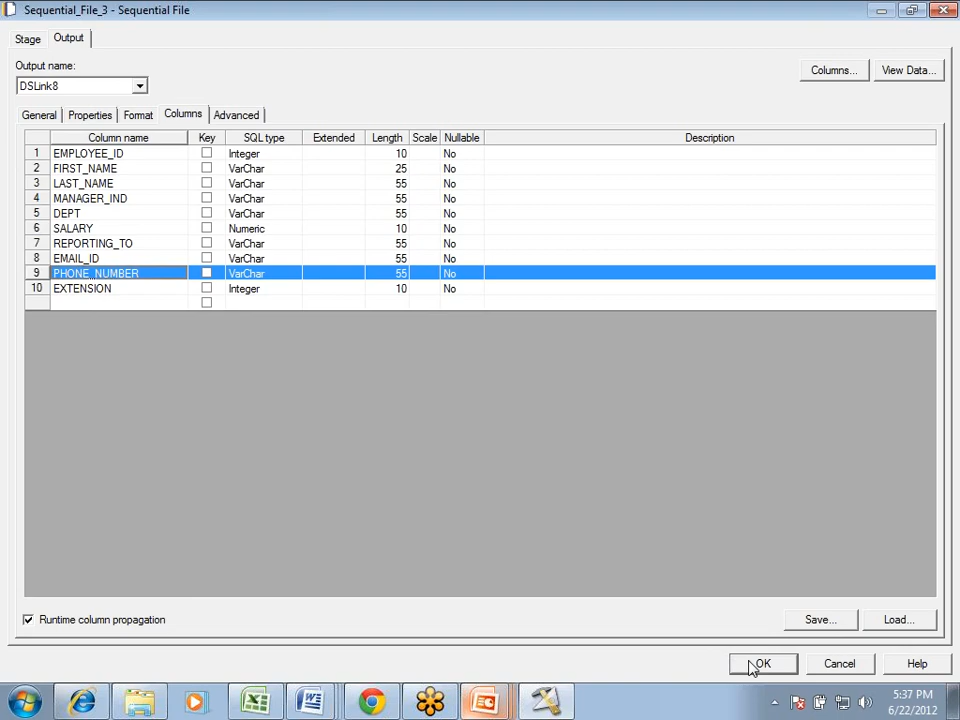 Sequential_File_3 - Sequential File
Stage Output
Output name:
DSLink8 Columns... View Data...
General Properties Format Columns Advanced
Column name Key SQL type Extended Length Scale Nullable Description
1 EMPLOYEE_ID Integer 10 No
2 FIRST_NAME VarChar 25 No
3 LAST_NAME VarChar 55 No
4 MANAGER_IND VarChar 55 No
5 DEPT VarChar 55 No
6 SALARY Numeric 10 No
7 REPORTING_TO VarChar 55 No
8 EMAIL_ID VarChar 55 No
9 PHONE_NUMBER VarChar 55 No
10 EXTENSION Integer 10 No
Runtime column propagation Save... Load...
OK Cancel Help
5:37 PM
6/22/2012